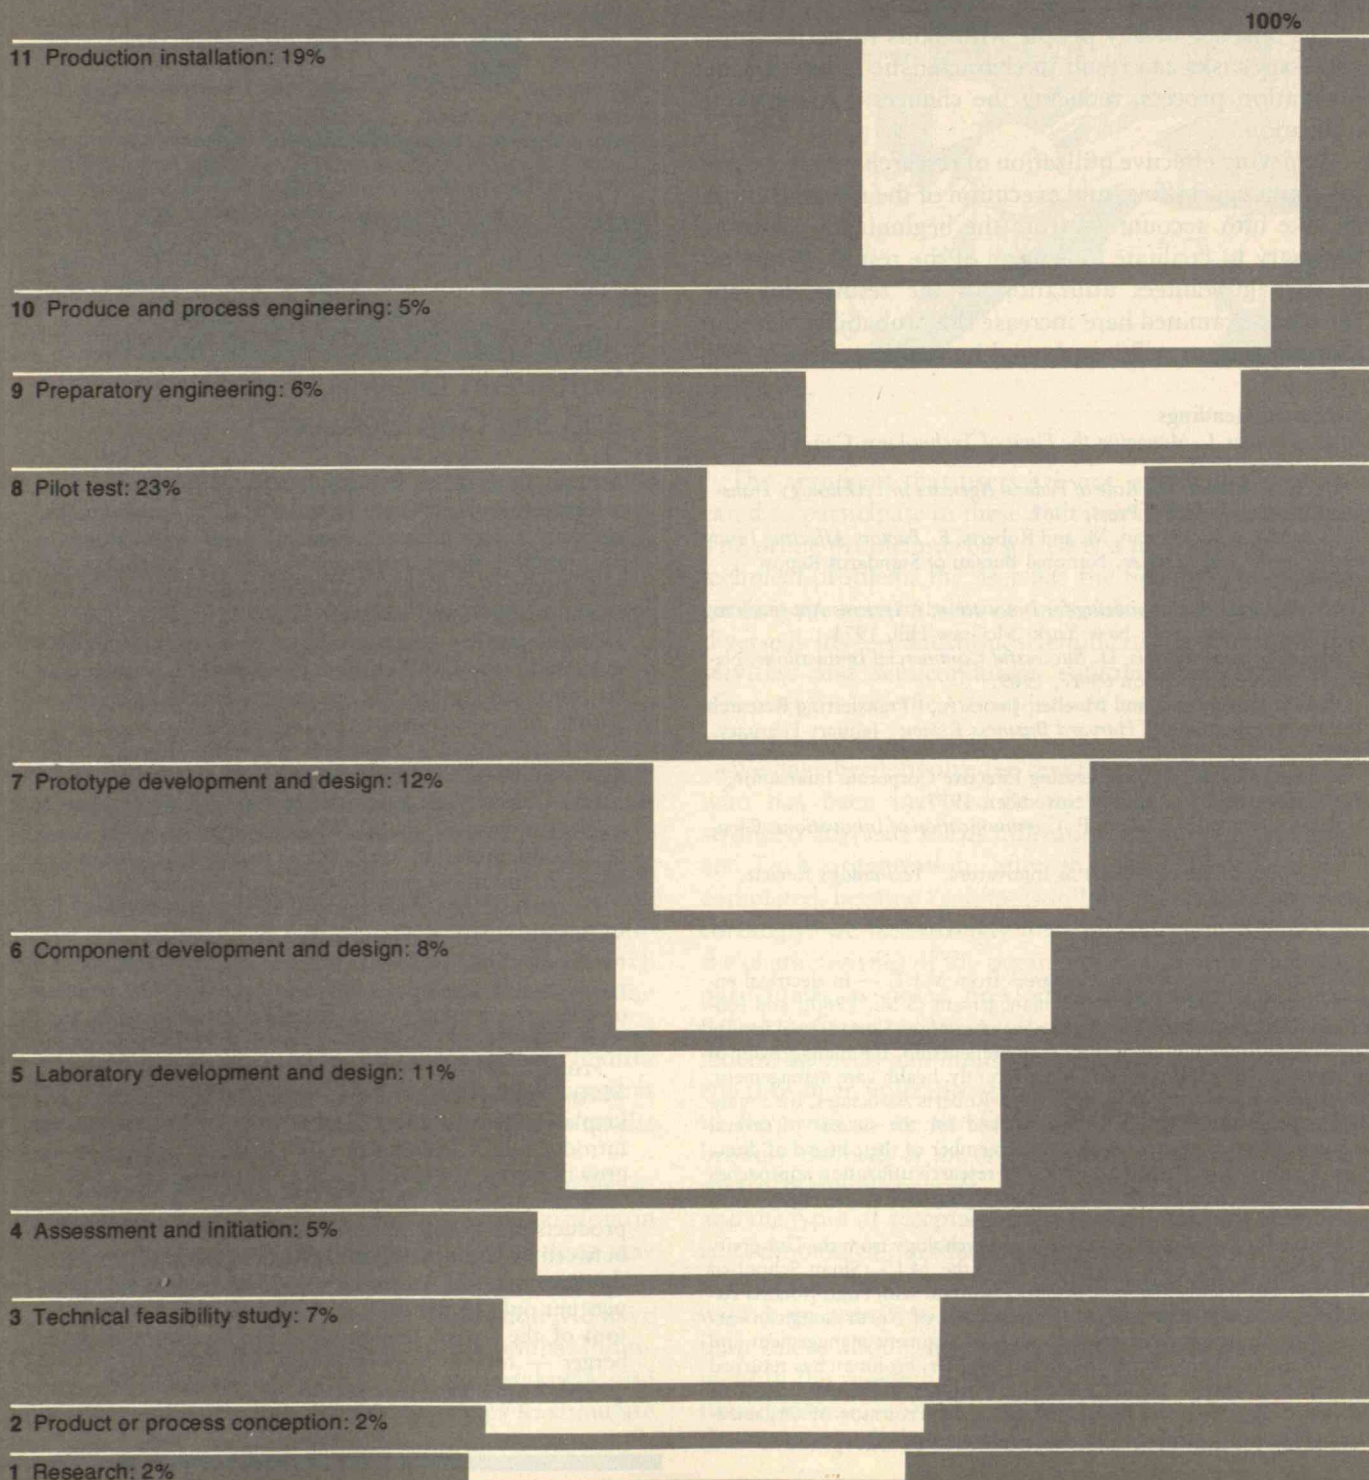 100%
11 Production installation: 19%
10 Produce and process engineering: 5%
9 Preparatory engineering: 6%
8 Pilot test: 23%
7 Prototype development and design: 12%
6 Component development and design: 8%
5 Laboratory development and design: 11%
4 Assessment and initiation: 5%
3 Technical feasibility study: 7%
2 Product or process conception: 2%
1 Research: 2%